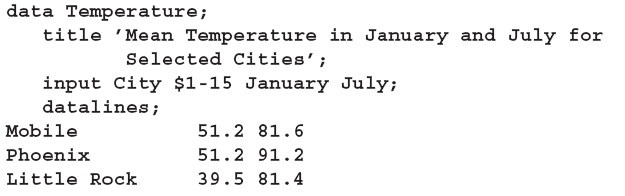 data Temperature;
title 'Mean Temperature in January and July for
Selected Cities';
input City $1-15 January July;
datalines;
Mobile 51.2 81.6
Phoenix 51.2 91.2
Little Rock 39.5 81.4